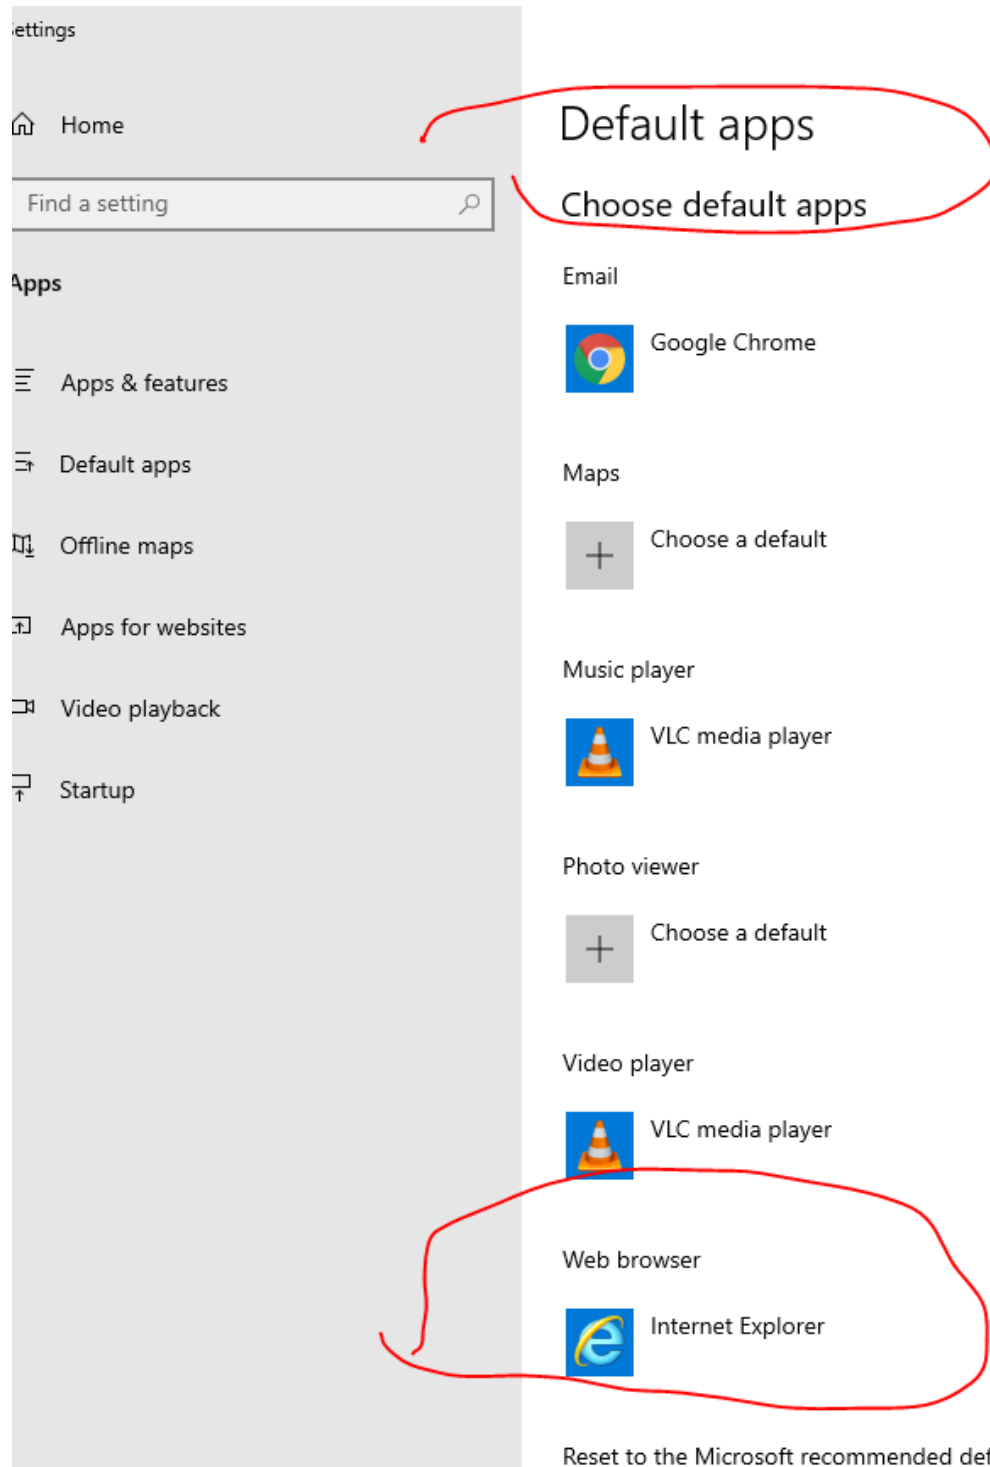 ettings
Home
Find a setting
Apps
Apps & features
Default apps
Offline maps
Apps for websites
Video playback
Startup
Default apps
Choose default apps
Email
Google Chrome
Maps
Choose a default
Music player
VLC media player
Photo viewer
Choose a default
Video player
VLC media player
Web browser
Internet Explorer
Reset to the Microsoft recommended def